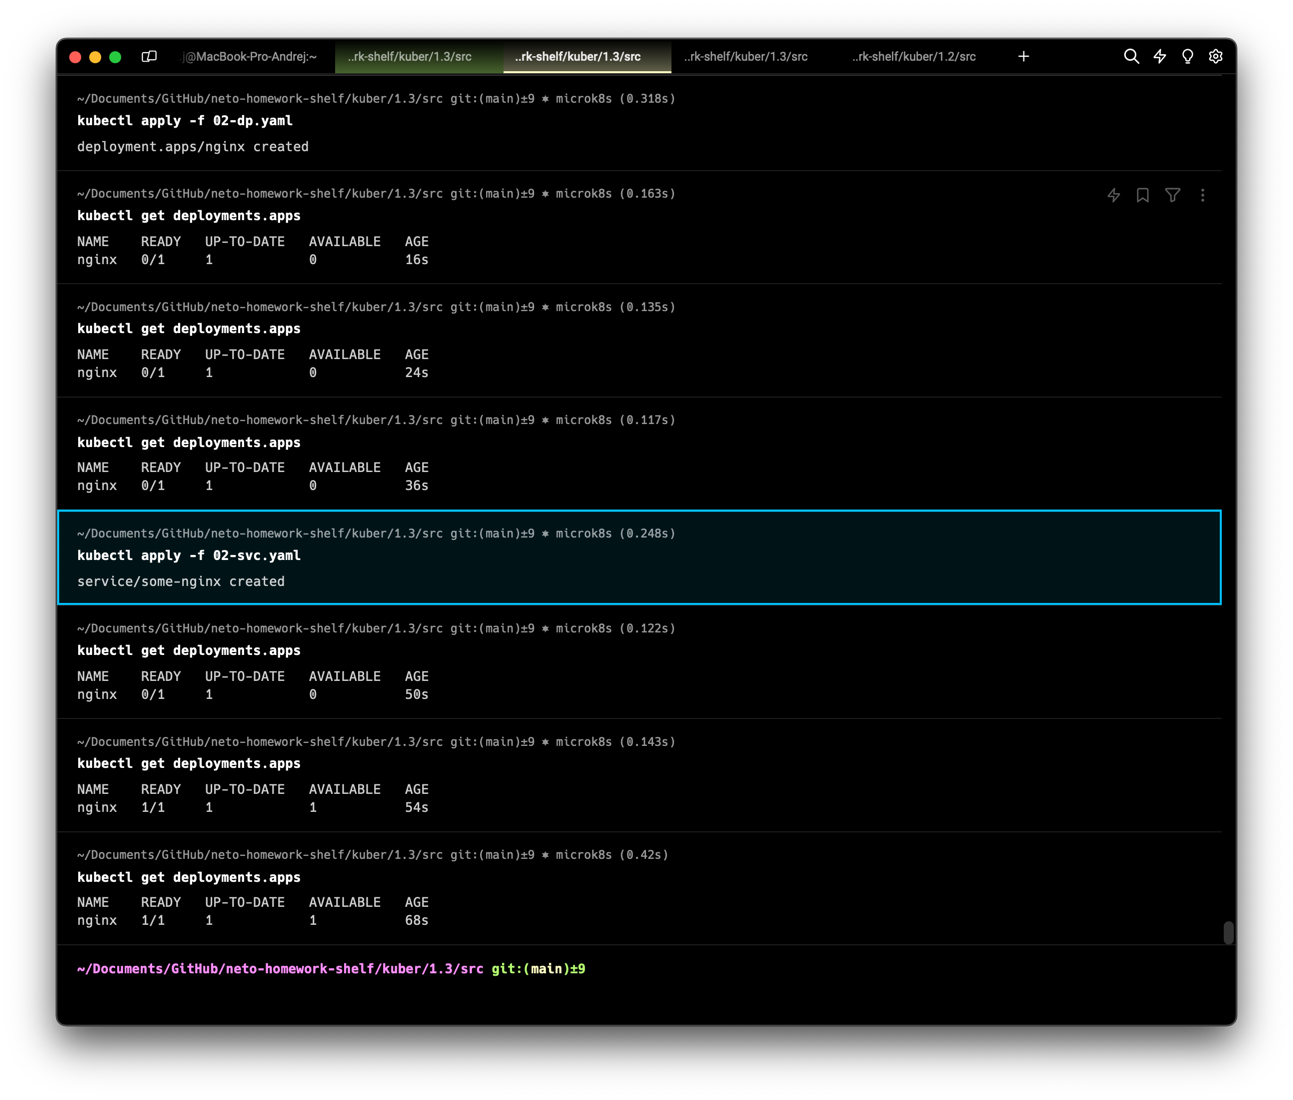 j@MacBook-Pro-Andrej:~
..rk-shelf/kuber/1.3/src
..rk-shelf/kuber/1.3/src
..rk-shelf/kuber/1.3/src
..rk-shelf/kuber/1.2/src
~/Documents/GitHub/neto-homework-shelf/kuber/1.3/src git:(main)±9 ⎈ microk8s (0.318s)
kubectl apply -f 02-dp.yaml
deployment.apps/nginx created
~/Documents/GitHub/neto-homework-shelf/kuber/1.3/src git:(main)±9 ⎈ microk8s (0.163s)
kubectl get deployments.apps
NAME READY UP-TO-DATE AVAILABLE AGE
nginx 0/1 1 0 16s
~/Documents/GitHub/neto-homework-shelf/kuber/1.3/src git:(main)±9 ⎈ microk8s (0.135s)
kubectl get deployments.apps
NAME READY UP-TO-DATE AVAILABLE AGE
nginx 0/1 1 0 24s
~/Documents/GitHub/neto-homework-shelf/kuber/1.3/src git:(main)±9 ⎈ microk8s (0.117s)
kubectl get deployments.apps
NAME READY UP-TO-DATE AVAILABLE AGE
nginx 0/1 1 0 36s
~/Documents/GitHub/neto-homework-shelf/kuber/1.3/src git:(main)±9 ⎈ microk8s (0.248s)
kubectl apply -f 02-svc.yaml
service/some-nginx created
~/Documents/GitHub/neto-homework-shelf/kuber/1.3/src git:(main)±9 ⎈ microk8s (0.122s)
kubectl get deployments.apps
NAME READY UP-TO-DATE AVAILABLE AGE
nginx 0/1 1 0 50s
~/Documents/GitHub/neto-homework-shelf/kuber/1.3/src git:(main)±9 ⎈ microk8s (0.143s)
kubectl get deployments.apps
NAME READY UP-TO-DATE AVAILABLE AGE
nginx 1/1 1 1 54s
~/Documents/GitHub/neto-homework-shelf/kuber/1.3/src git:(main)±9 ⎈ microk8s (0.42s)
kubectl get deployments.apps
NAME READY UP-TO-DATE AVAILABLE AGE
nginx 1/1 1 1 68s
~/Documents/GitHub/neto-homework-shelf/kuber/1.3/src git:(main)±9